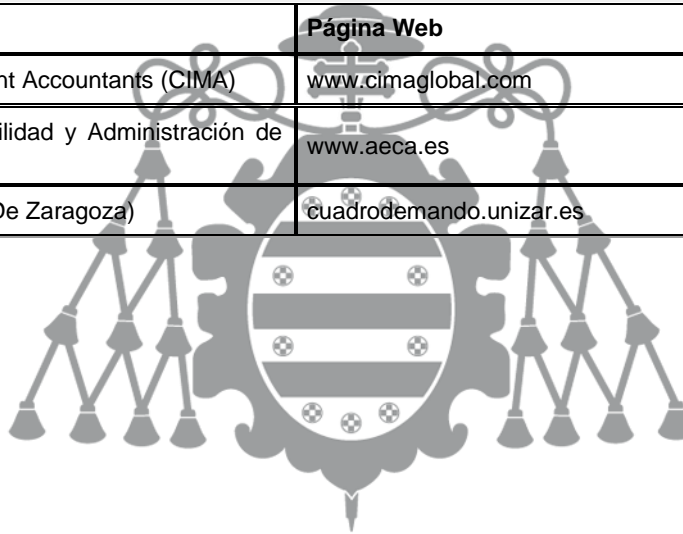 Página Web
nt Accountants (CIMA) www.cimaglobal.com
ilidad y Administración de
www.aeca.es
De Zaragoza) cuadrodemando.unizar.es